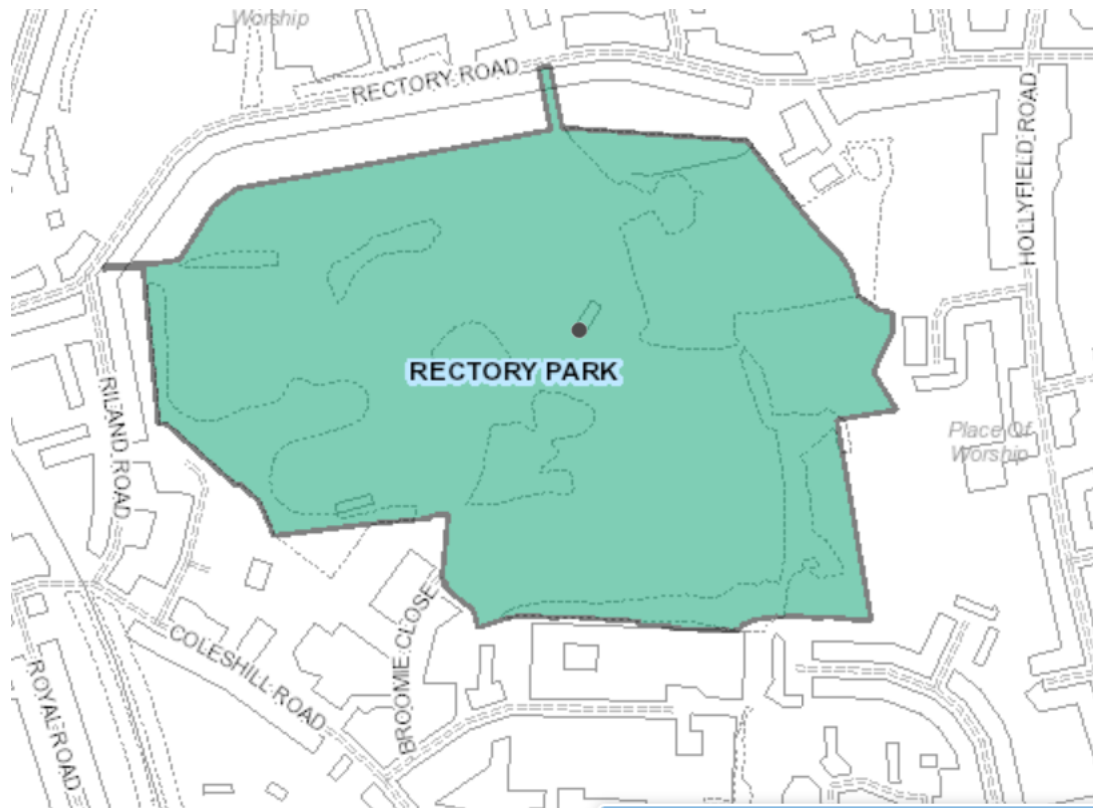 Worship
RECTORY ROAD
HOLLYFIELD ROAD
RECTORY PARK
RILAND ROAD
Place Of
Worship
BROOMIE CLOSE
COLESHILL ROAD
ROYAL ROAD